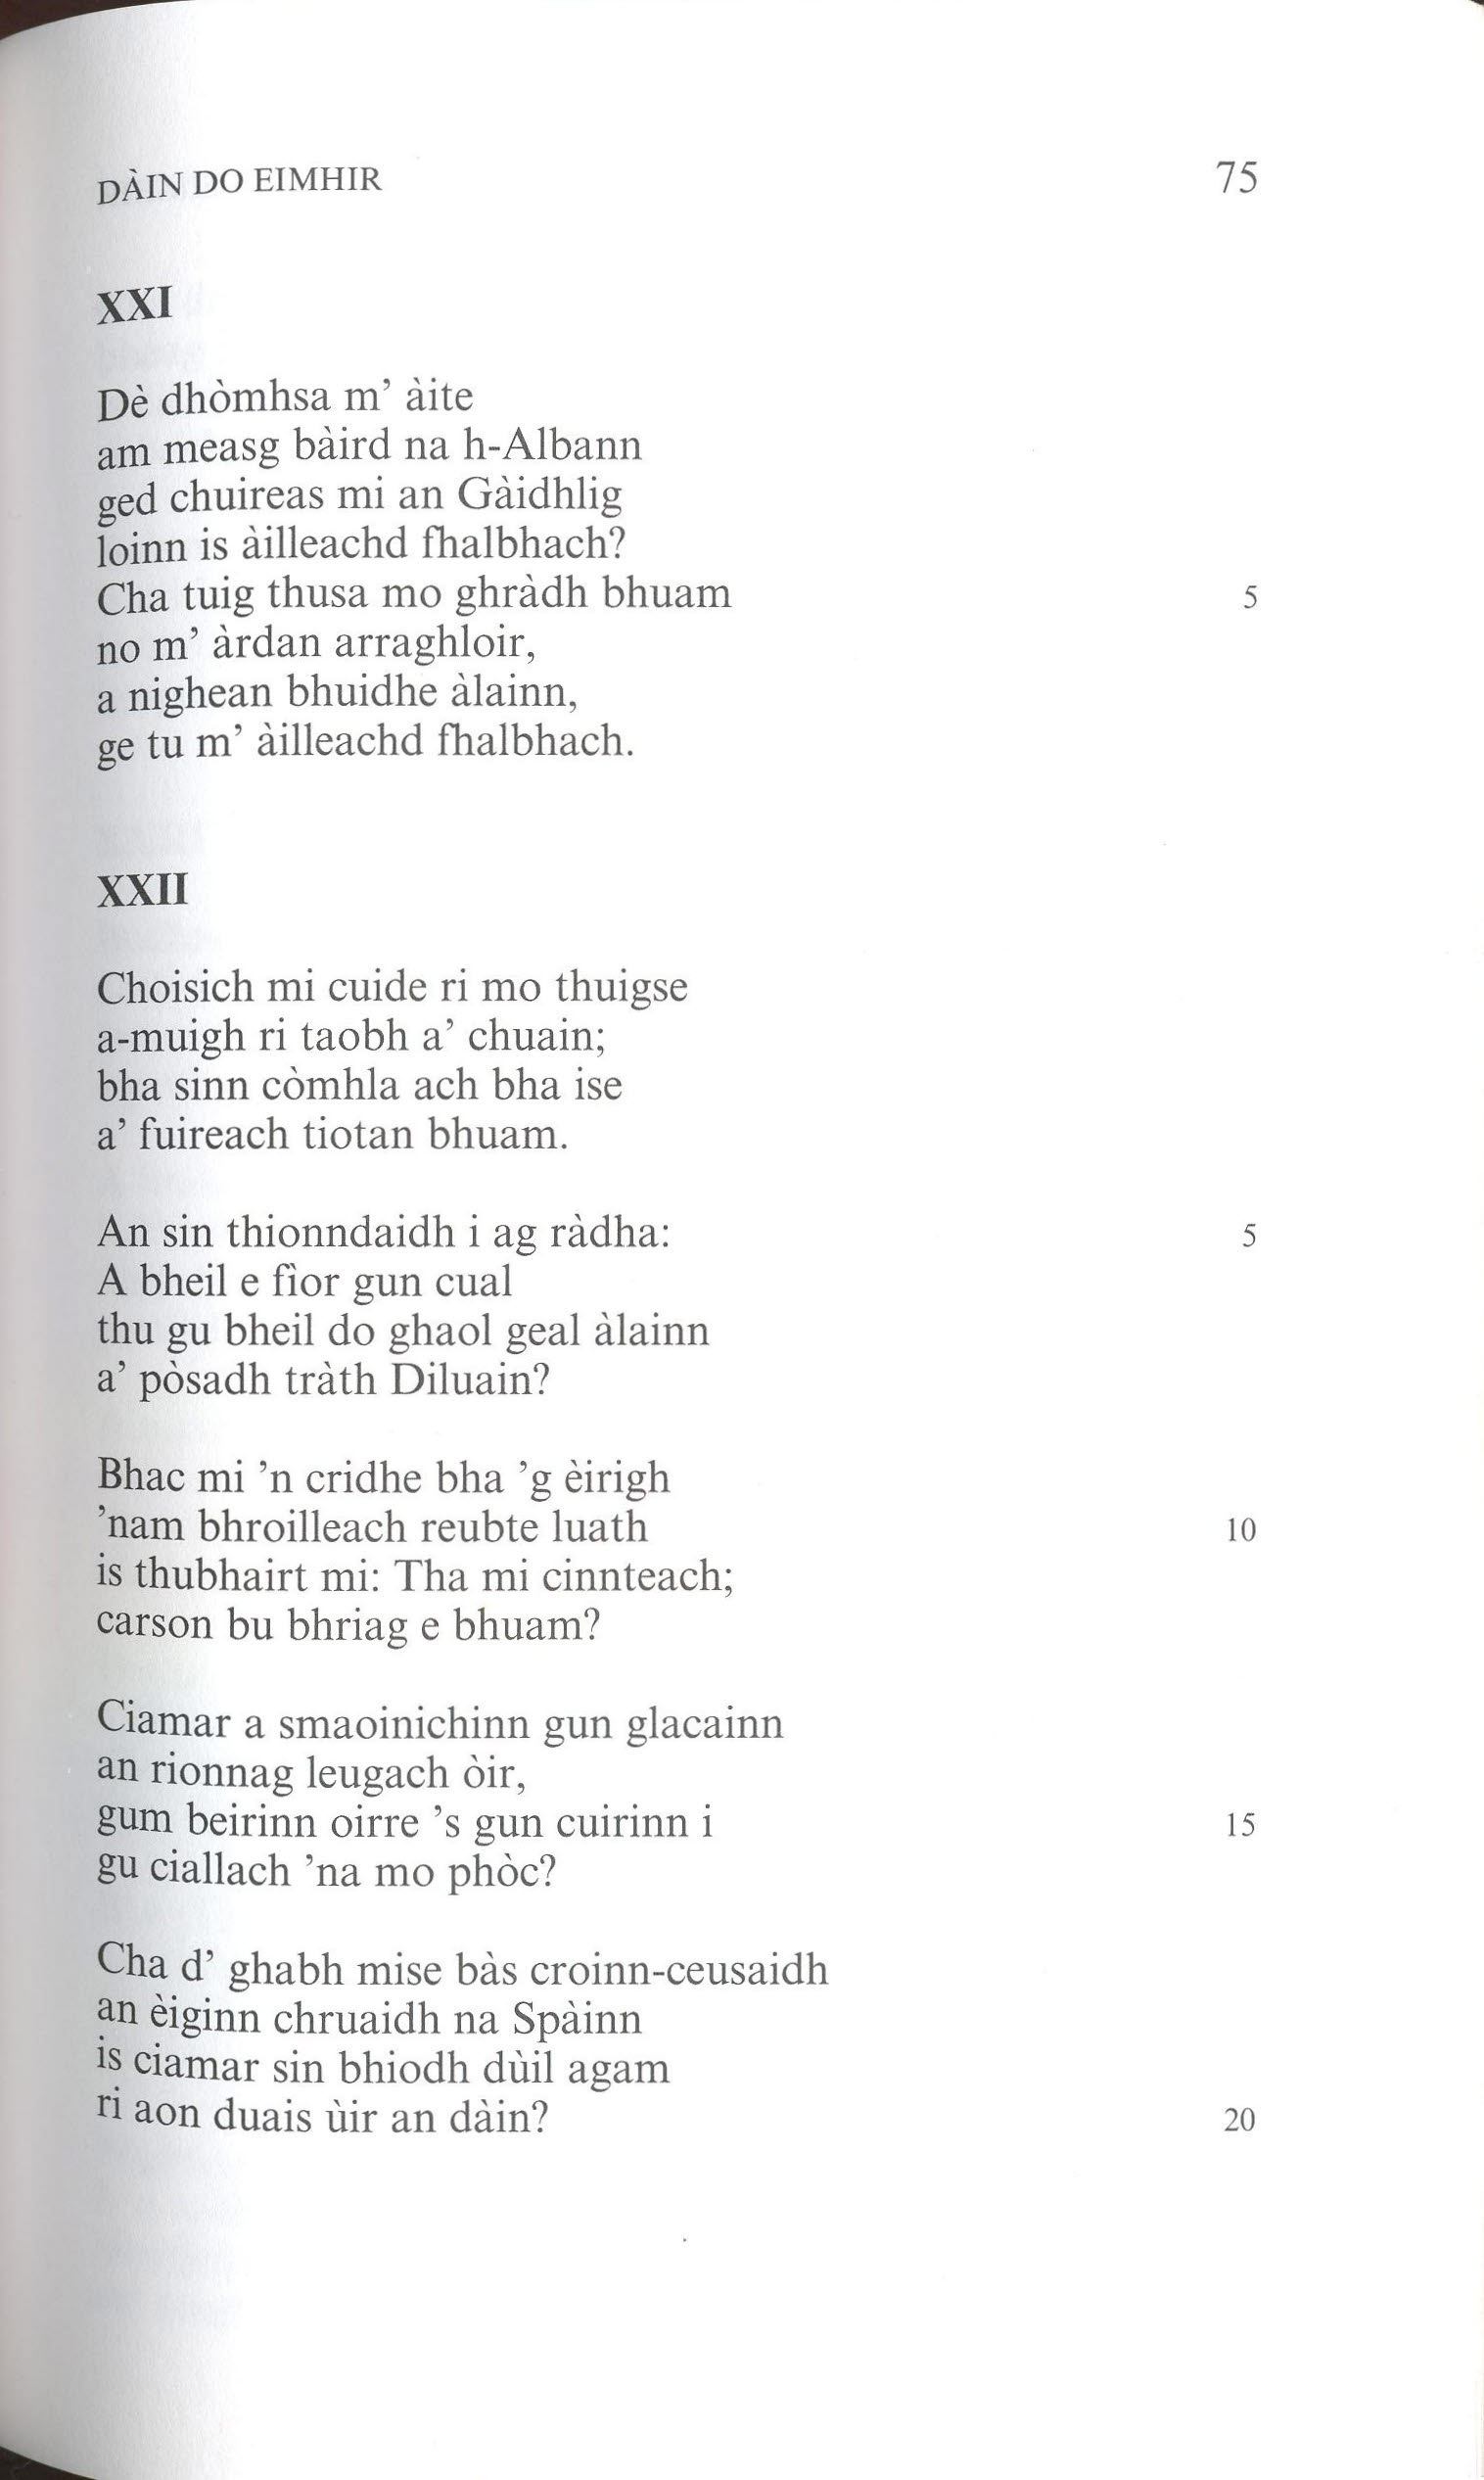 DÀIN DO EIMHIR 75
XXI
Dè dhòmhsa m’ àite
am measg bàird na h-Albann
ged chuireas mi an Gàidhlig
loinn is àilleachd fhalbhach?
Cha tuig thusa mo ghràdh bhuam 5
no m’ àrdan arraghloir,
a nighean bhuidhe àlainn,
ge tu m’ àilleachd fhalbhach.
XXII
Choisich mi cuide ri mo thuigse
a-muigh ri taobh a’ chuain;
bha sinn còmhla ach bha ise
a’ fuireach tiotan bhuam.
An sin thionndaidh i ag ràdha: 5
A bheil e fìor gun cual
thu gu bheil do ghaol geal àlainn
a’ pòsadh tràth Diluain?
Bhac mi ’n cridhe bha ’g èirigh
’nam bhroilleach reubte luath 10
is thubhairt mi: Tha mi cinnteach;
carson bu bhriag e bhuam?
Ciamar a smaoinichinn gun glacainn
an rionnag leugach òir,
gum beirinn oirre ’s gun cuirinn i 15
gu ciallach ’na mo phòc?
Cha d’ ghabh mise bàs croinn-ceusaidh
an èiginn chruaidh na Spàinn
is ciamar sin bhiodh dùil agam
ri aon duais ùir an dàin? 20